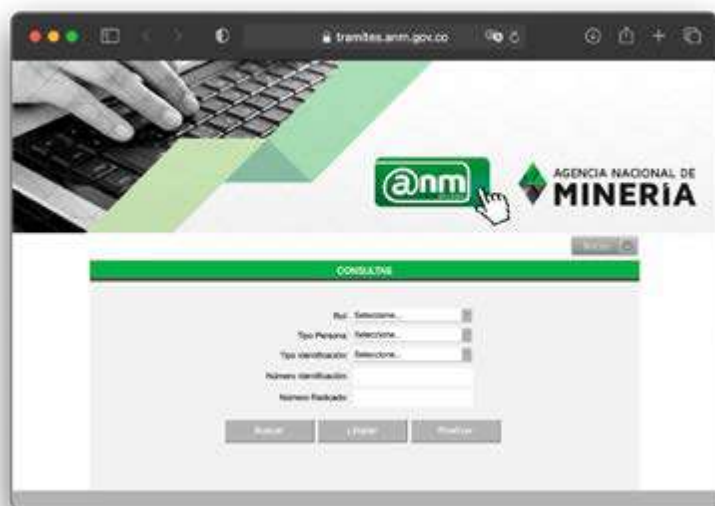 tramites.anm.gov.co
@nm
AGENCIA NACIONAL DE
MINERÍA
CONSULTAS
Rol Seleccione...
Tipo Persona Seleccione...
Tipo Identificación Seleccione...
Número Identificación
Número Radicado
Buscar Limpiar